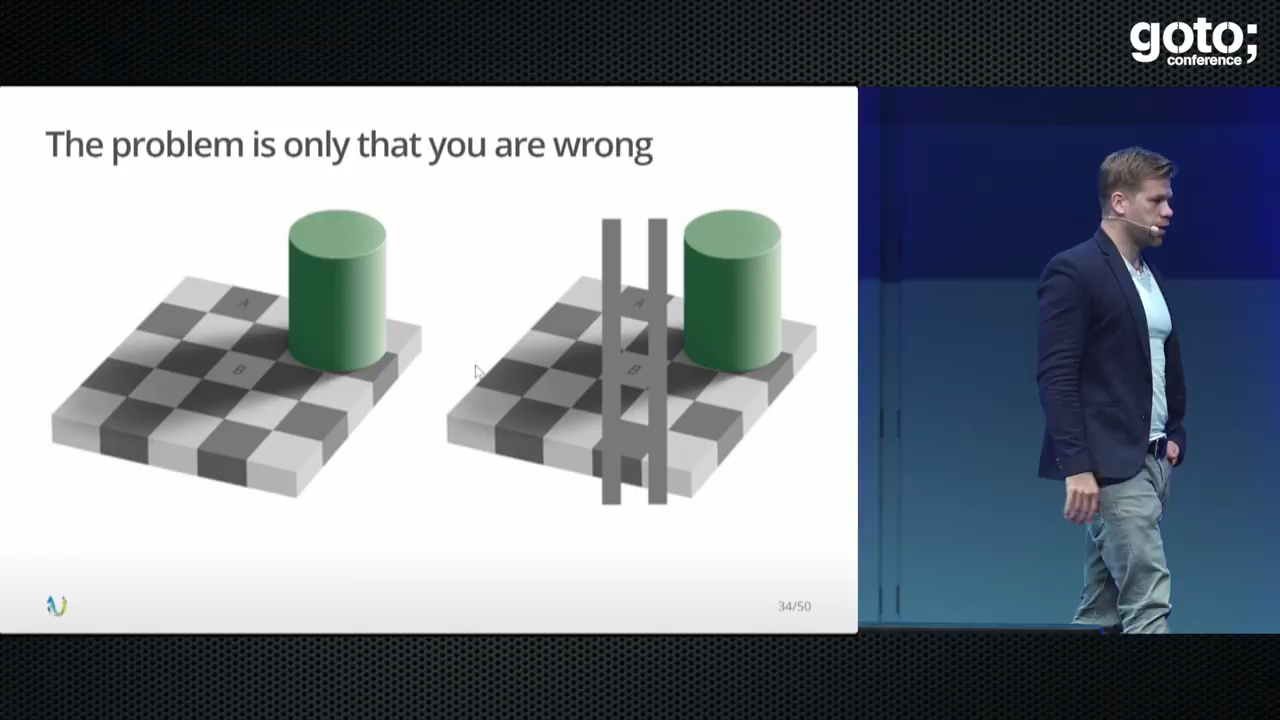 goto;
conference
The problem is only that you are wrong
A
A
B
B
34/50